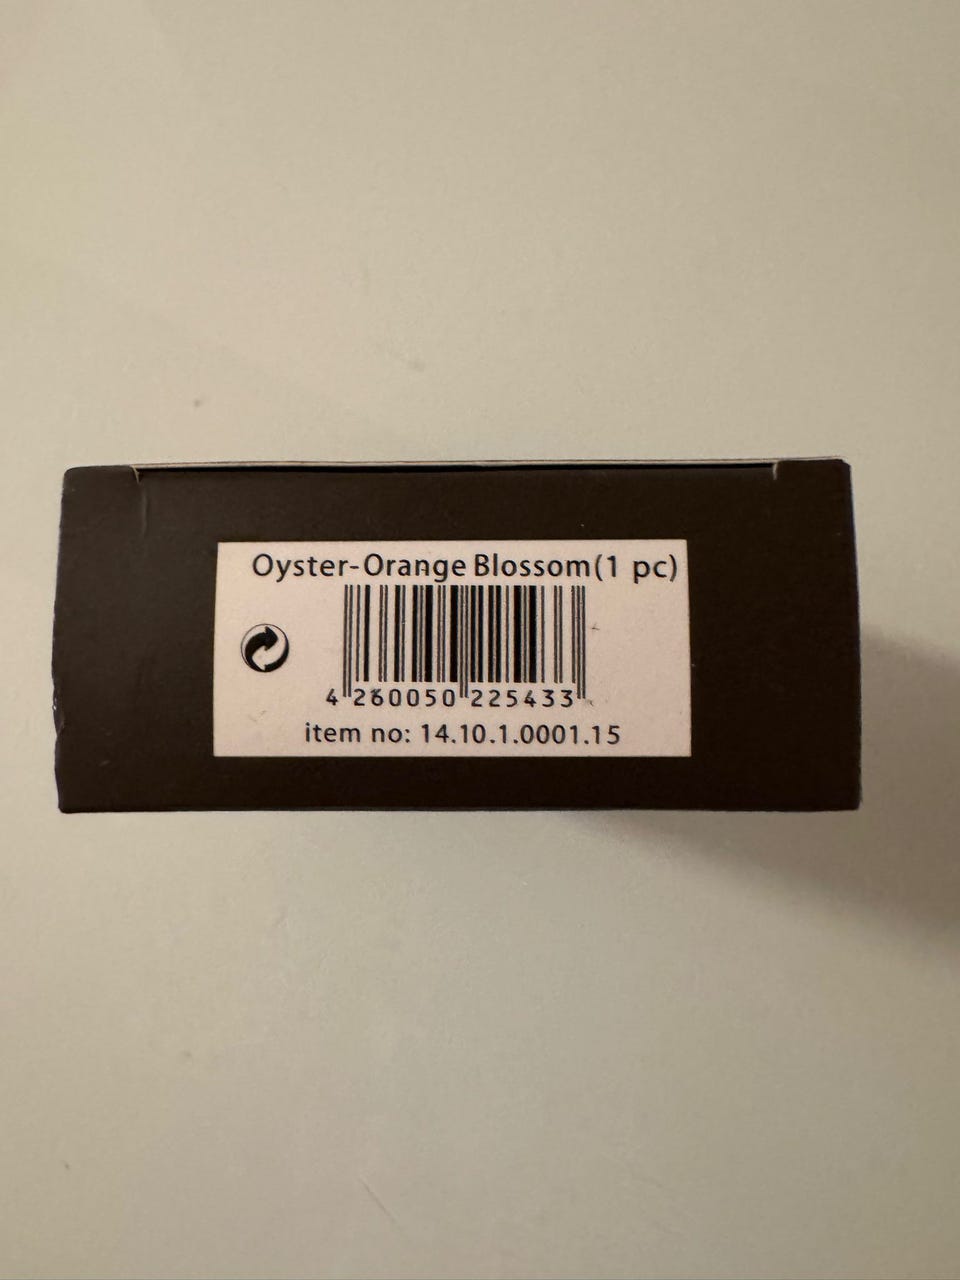 Oyster-Orange Blossom(1 pc)
4 260050 225433
item no: 14.10.1.0001.15